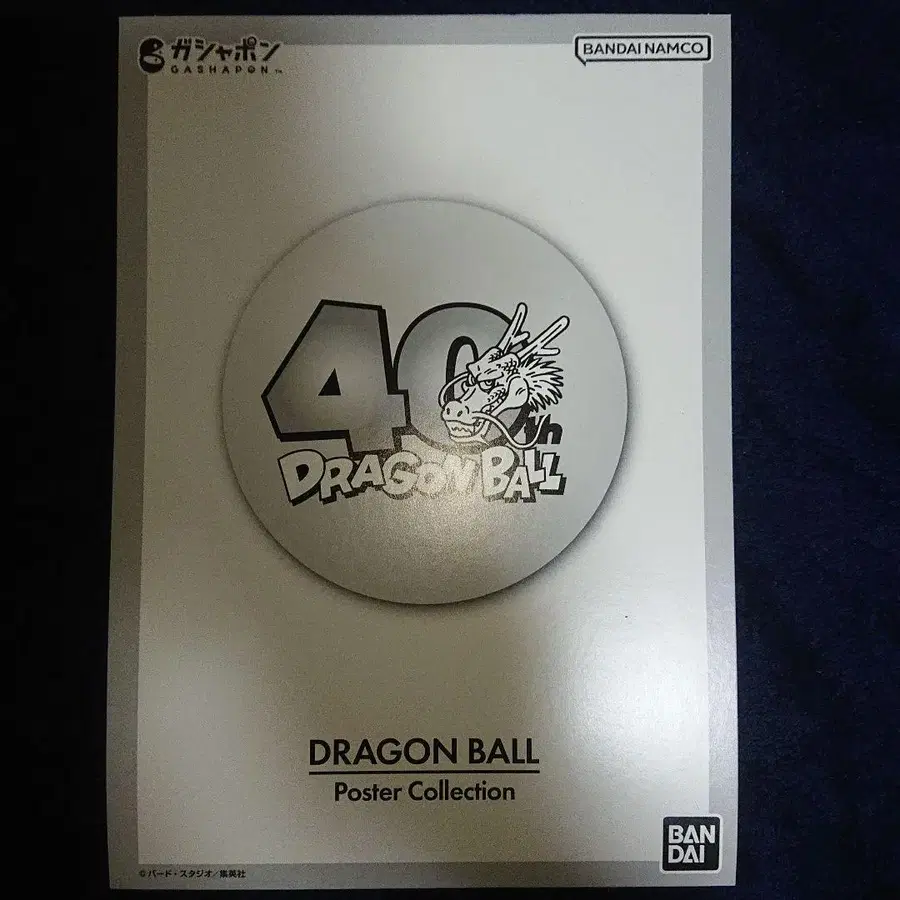 ガシャポン
GASHAPON™
BANDAI NAMCO
40th
DRAGON BALL
DRAGON BALL
Poster Collection
BAN
DAI
©バード・スタジオ／集英社